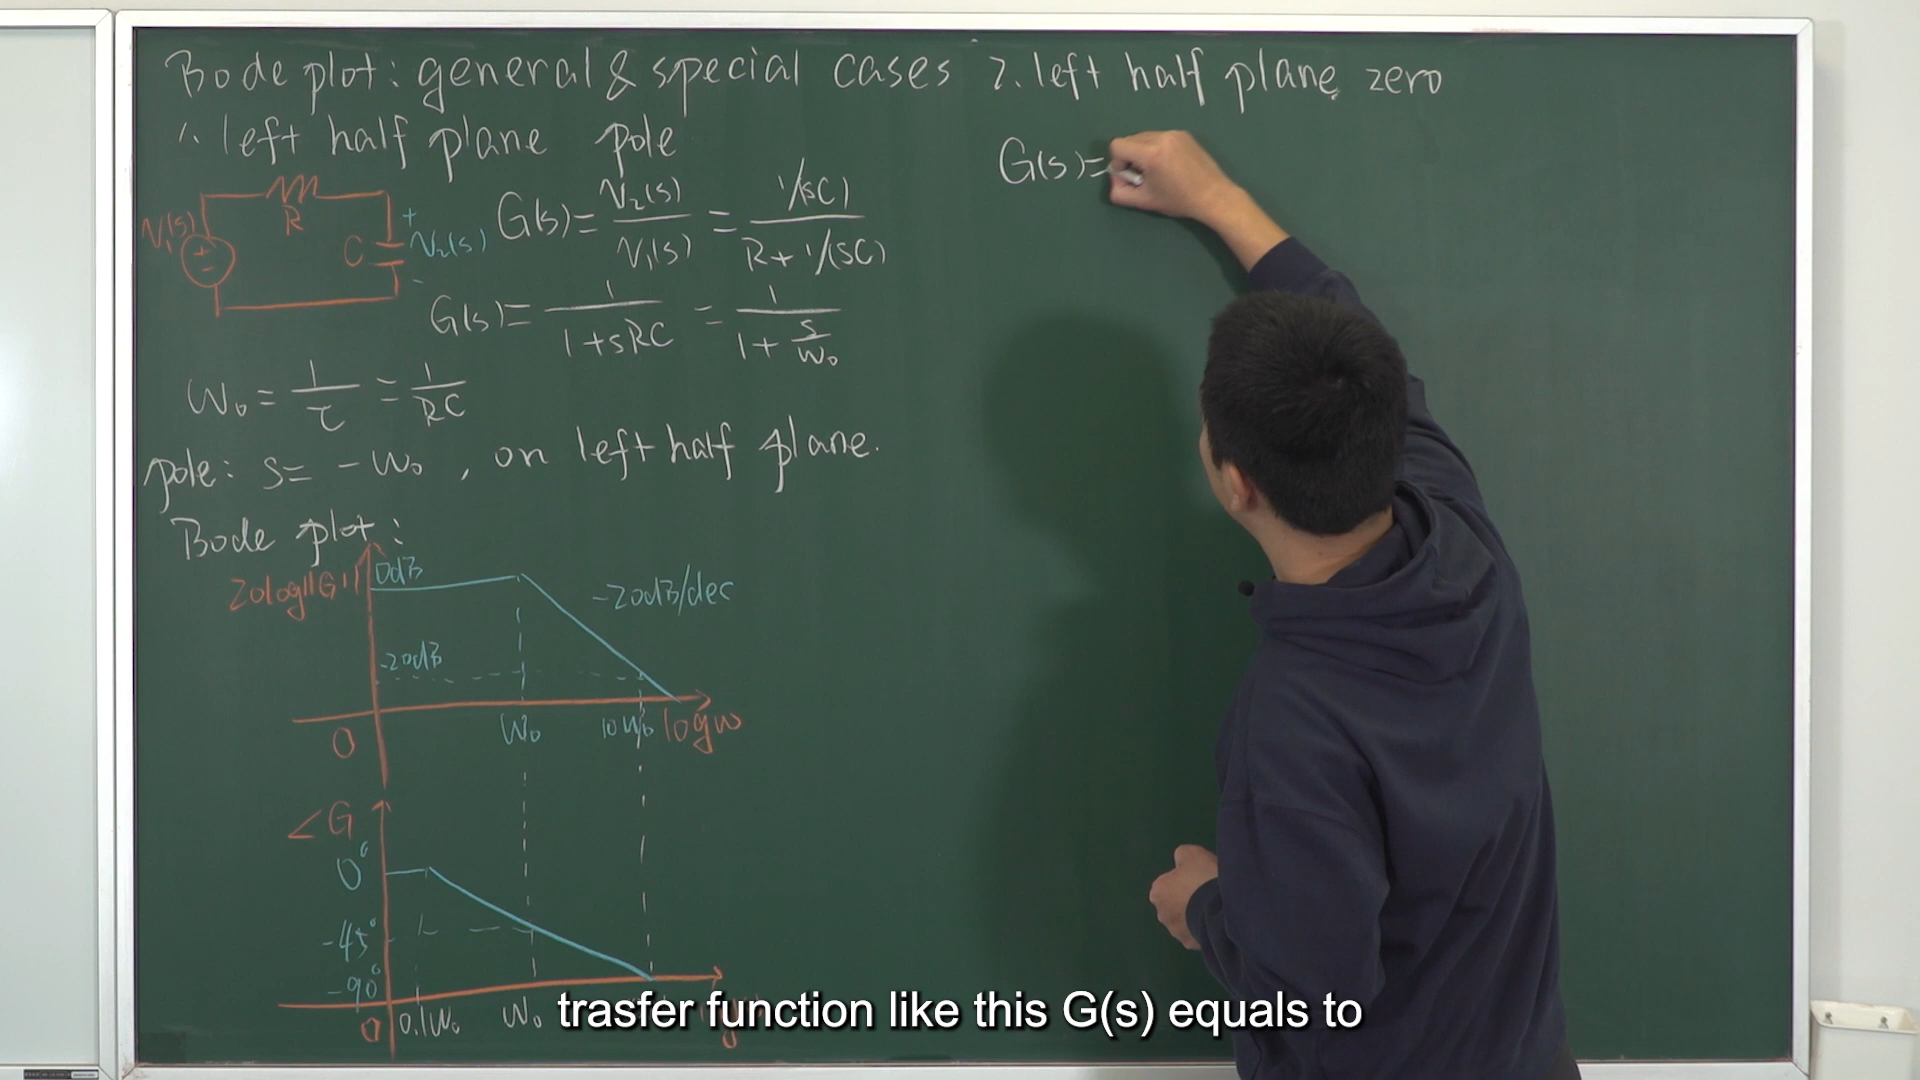 Bode plot: general & special cases
1. left half plane pole
V1(s)
R
C
+
V2(s)
-
G(s) = V2(s) / V1(s) = 1/(sC) / R + 1/(SC)
G(s) = 1 / 1+sRC = 1 / 1 + s/W0
W0 = 1/τ = 1/RC
pole: S = -W0, on left half plane.
Bode plot:
20log||G||
0dB
-20dB/dec
-20dB
0
W0
10W0
logw
∠G
0°
-45°
-90°
0
0.1W0
W0
2. left half plane zero
G(s)=
trasfer function like this G(s) equals to